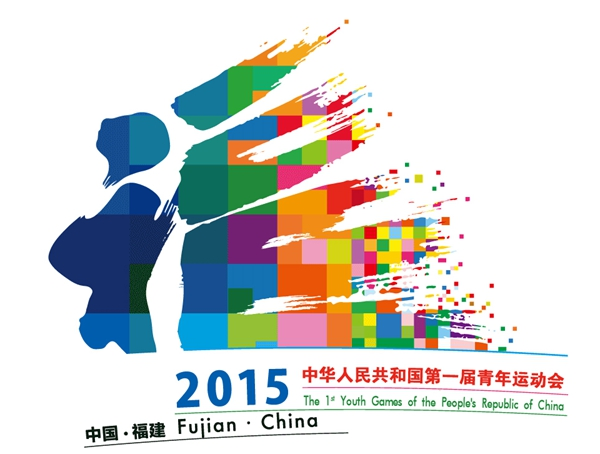 2015
中华人民共和国第一届青年运动会
The 1st Youth Games of the People's Republic of China
中国·福建 Fujian · China